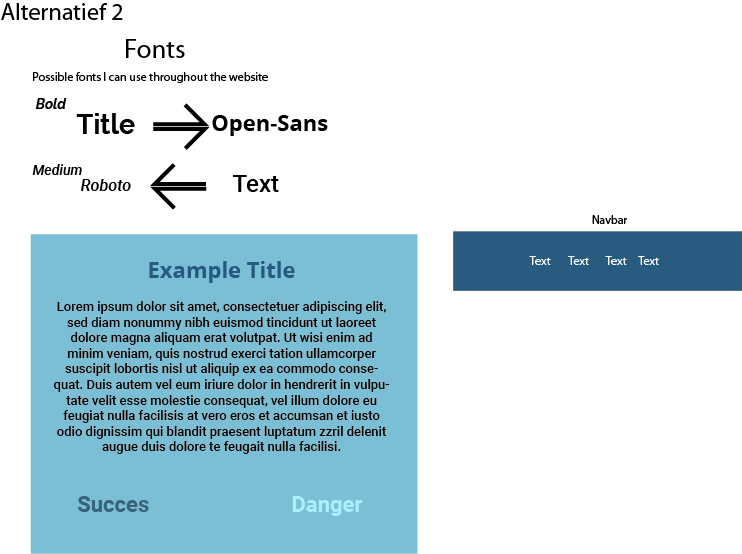 Alternatief 2
Fonts
Possible fonts I can use throughout the website
Bold
Title Open-Sans
Medium
Roboto Text
Example Title
Lorem ipsum dolor sit amet, consectetuer adipiscing elit,
sed diam nonummy nibh euismod tincidunt ut laoreet
dolore magna aliquam erat volutpat. Ut wisi enim ad
minim veniam, quis nostrud exerci tation ullamcorper
suscipit lobortis nisl ut aliquip ex ea commodo conse-
quat. Duis autem vel eum iriure dolor in hendrerit in vulpu-
tate velit esse molestie consequat, vel illum dolore eu
feugiat nulla facilisis at vero eros et accumsan et iusto
odio dignissim qui blandit praesent luptatum zzril delenit
augue duis dolore te feugait nulla facilisi.
Succes Danger
Navbar
Text Text Text Text